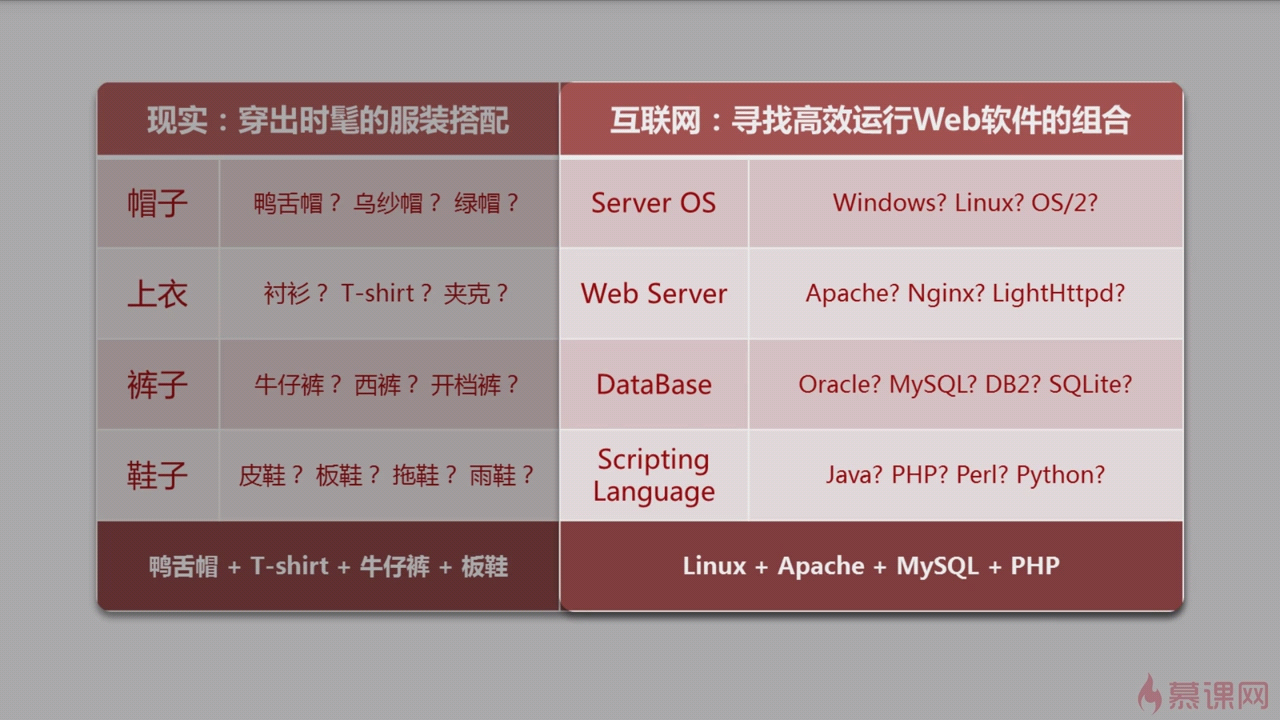 现实：穿出时髦的服装搭配
互联网：寻找高效运行Web软件的组合
帽子
鸭舌帽？ 乌纱帽？ 绿帽？
Server OS
Windows? Linux? OS/2?
上衣
衬衫？ T-shirt？ 夹克？
Web Server
Apache? Nginx? LightHttpd?
裤子
牛仔裤？ 西裤？ 开档裤？
DataBase
Oracle? MySQL? DB2? SQLite?
鞋子
皮鞋？ 板鞋？ 拖鞋？ 雨鞋？
Scripting
Language
Java? PHP? Perl? Python?
鸭舌帽 + T-shirt + 牛仔裤 + 板鞋
Linux + Apache + MySQL + PHP
慕课网